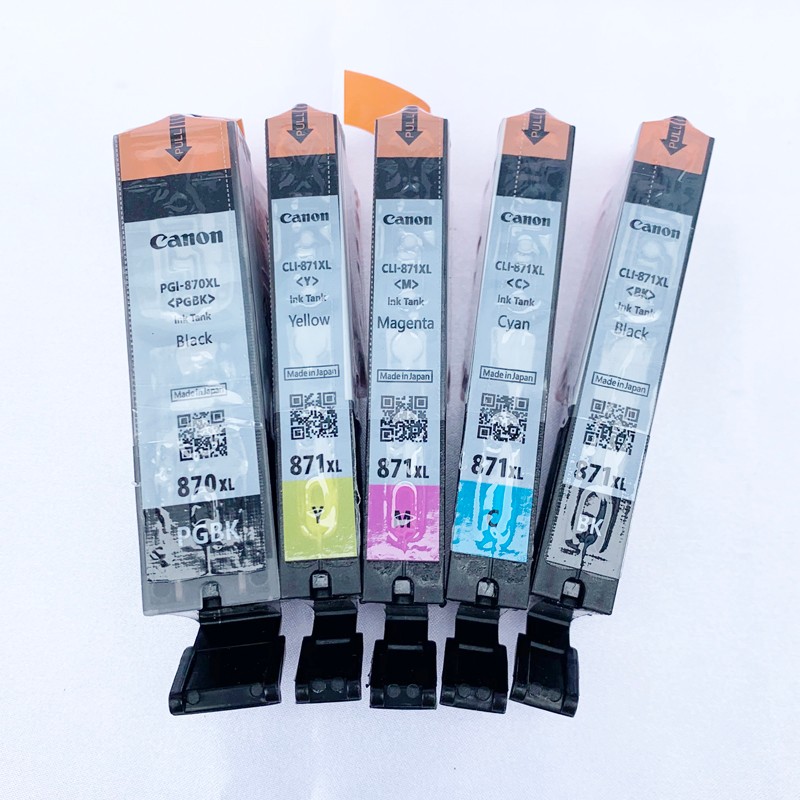 PULL
Canon
PGI-870XL
<PGBK>
Ink Tank
Black
Made in Japan
870XL
PGBK
PULL
Canon
CLI-871XL
<Y>
Ink Tank
Yellow
Made in Japan
871XL
Y
PULL
Canon
CLI-871XL
<M>
Ink Tank
Magenta
Made in Japan
871XL
M
PULL
Canon
CLI-871XL
<C>
Ink Tank
Cyan
Made in Japan
871XL
C
PULL
Canon
CLI-871XL
<BK>
Ink Tank
Black
Made in Japan
871XL
BK